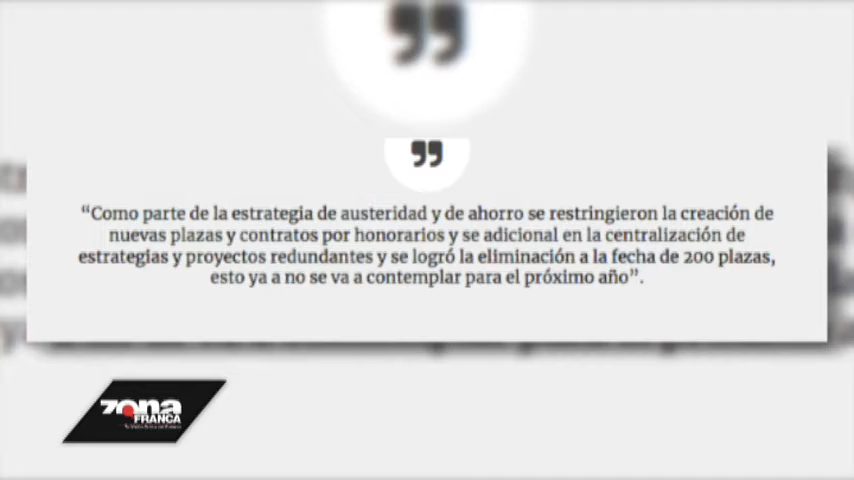 “Como parte de la estrategia de austeridad y de ahorro se restringieron la creación de
nuevas plazas y contratos por honorarios y se adicional en la centralización de
estrategias y proyectos redundantes y se logró la eliminación a la fecha de 200 plazas,
esto ya a no se va a contemplar para el próximo año”.
ZONA
FRANCA